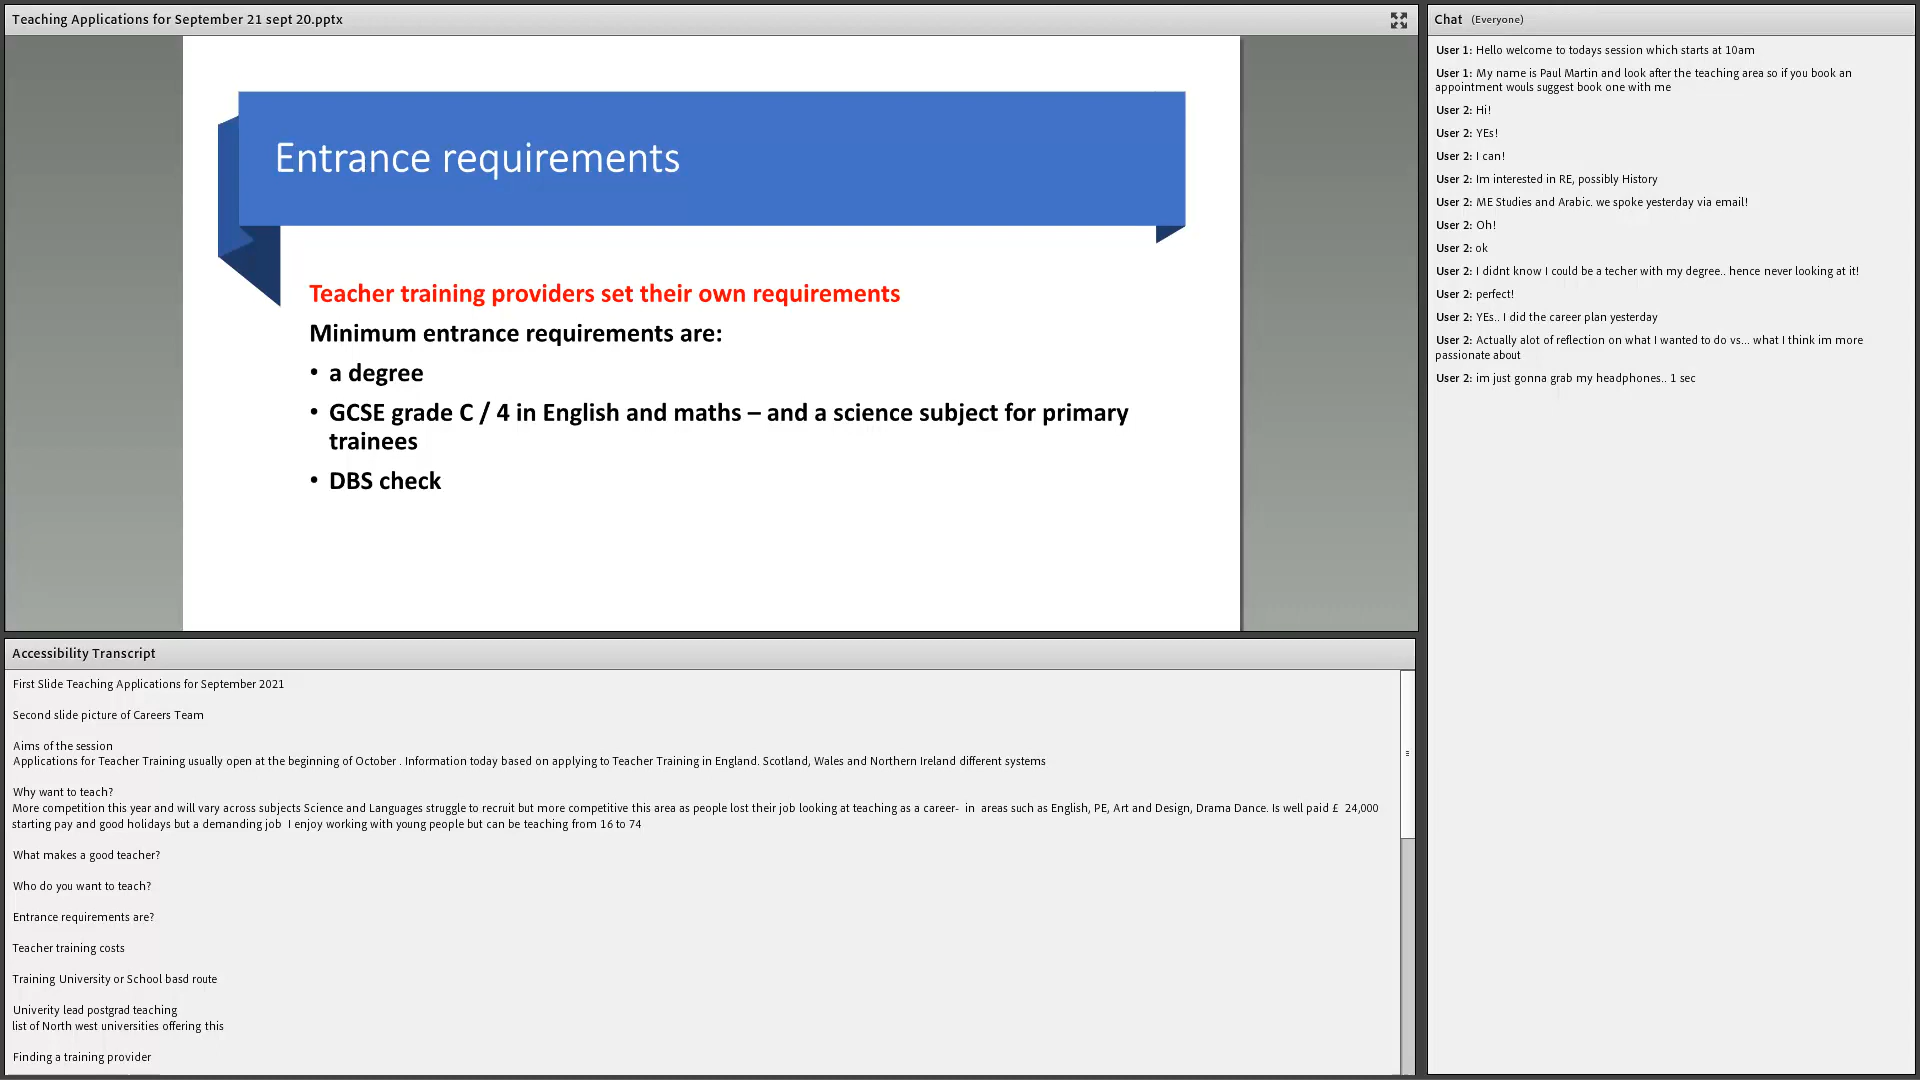 Teaching Applications for September 21 sept 20.pptx
Entrance requirements
Teacher training providers set their own requirements
Minimum entrance requirements are:
• a degree
• GCSE grade C / 4 in English and maths – and a science subject for primary
trainees
• DBS check
Accessibility Transcript
First Slide Teaching Applications for September 2021
Second slide picture of Careers Team
Aims of the session
Applications for Teacher Training usually open at the beginning of October . Information today based on applying to Teacher Training in England. Scotland, Wales and Northern Ireland different systems
Why want to teach?
More competition this year and will vary across subjects Science and Languages struggle to recruit but more competitive this area as people lost their job looking at teaching as a career-  in  areas such as English, PE, Art and Design, Drama Dance. Is well paid £  24,000
starting pay and good holidays but a demanding job  I enjoy working with young people but can be teaching from 16 to 74
What makes a good teacher?
Who do you want to teach?
Entrance requirements are?
Teacher training costs
Training University or School basd route
Univerity lead postgrad teaching
list of North west universities offering this
Finding a training provider
Chat (Everyone)
User 1: Hello welcome to todays session which starts at 10am
User 1: My name is Paul Martin and look after the teaching area so if you book an
appointment wouls suggest book one with me
User 2: Hi!
User 2: YEs!
User 2: I can!
User 2: Im interested in RE, possibly History
User 2: ME Studies and Arabic. we spoke yesterday via email!
User 2: Oh!
User 2: ok
User 2: I didnt know I could be a techer with my degree.. hence never looking at it!
User 2: perfect!
User 2: YEs.. I did the career plan yesterday
User 2: Actually alot of reflection on what I wanted to do vs... what I think im more
passionate about
User 2: im just gonna grab my headphones.. 1 sec